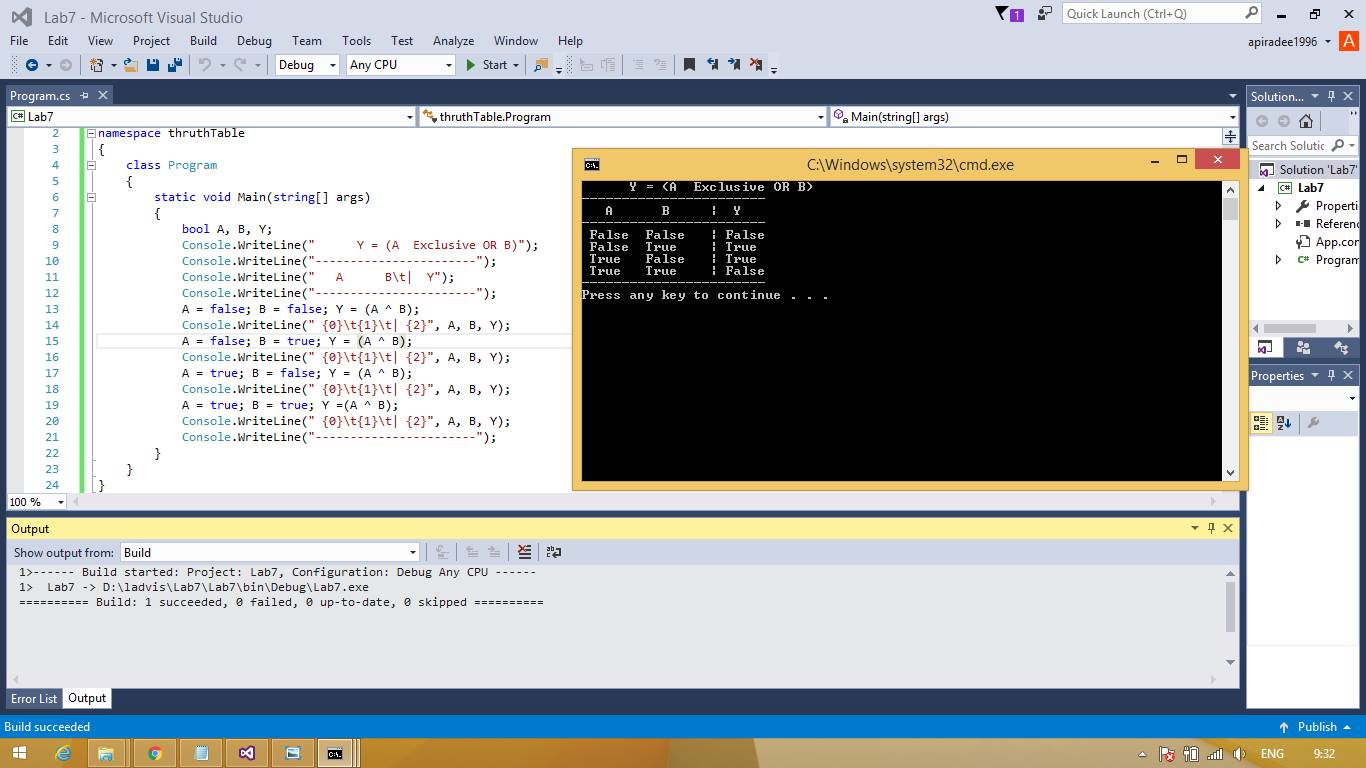 Lab7 - Microsoft Visual Studio
1
Quick Launch (Ctrl+Q)
File Edit View Project Build Debug Team Tools Test Analyze Window Help
apiradee1996 A
Debug Any CPU Start
Program.cs
C# Lab7 thruthTable.Program Main(string[] args)
2 namespace thruthTable
3 {
4 class Program
5 {
6 static void Main(string[] args)
7 {
8 bool A, B, Y;
9 Console.WriteLine("      Y = (A  Exclusive OR B)");
10 Console.WriteLine("-----------------------");
11 Console.WriteLine("   A      B\t|  Y");
12 Console.WriteLine("-----------------------");
13 A = false; B = false; Y = (A ^ B);
14 Console.WriteLine(" {0}\t{1}\t| {2}", A, B, Y);
15 A = false; B = true; Y = (A ^ B);
16 Console.WriteLine(" {0}\t{1}\t| {2}", A, B, Y);
17 A = true; B = false; Y = (A ^ B);
18 Console.WriteLine(" {0}\t{1}\t| {2}", A, B, Y);
19 A = true; B = true; Y =(A ^ B);
20 Console.WriteLine(" {0}\t{1}\t| {2}", A, B, Y);
21 Console.WriteLine("-----------------------");
22 }
23 }
24 }
100 %
C:\Windows\system32\cmd.exe
Y = (A  Exclusive OR B)
-----------------------
A      B     ¦  Y
-----------------------
False  False   ¦ False
False  True    ¦ True
True   False   ¦ True
True   True    ¦ False
-----------------------
Press any key to continue . . .
Solution...
Search Solutic
Solution 'Lab7'
C# Lab7
Properti
Referenc
App.con
C# Program
Properties
Output
Show output from: Build
1>------ Build started: Project: Lab7, Configuration: Debug Any CPU ------
1>  Lab7 -> D:\ladvis\Lab7\Lab7\bin\Debug\Lab7.exe
========== Build: 1 succeeded, 0 failed, 0 up-to-date, 0 skipped ==========
Error List Output
Build succeeded
Publish
ENG 9:32